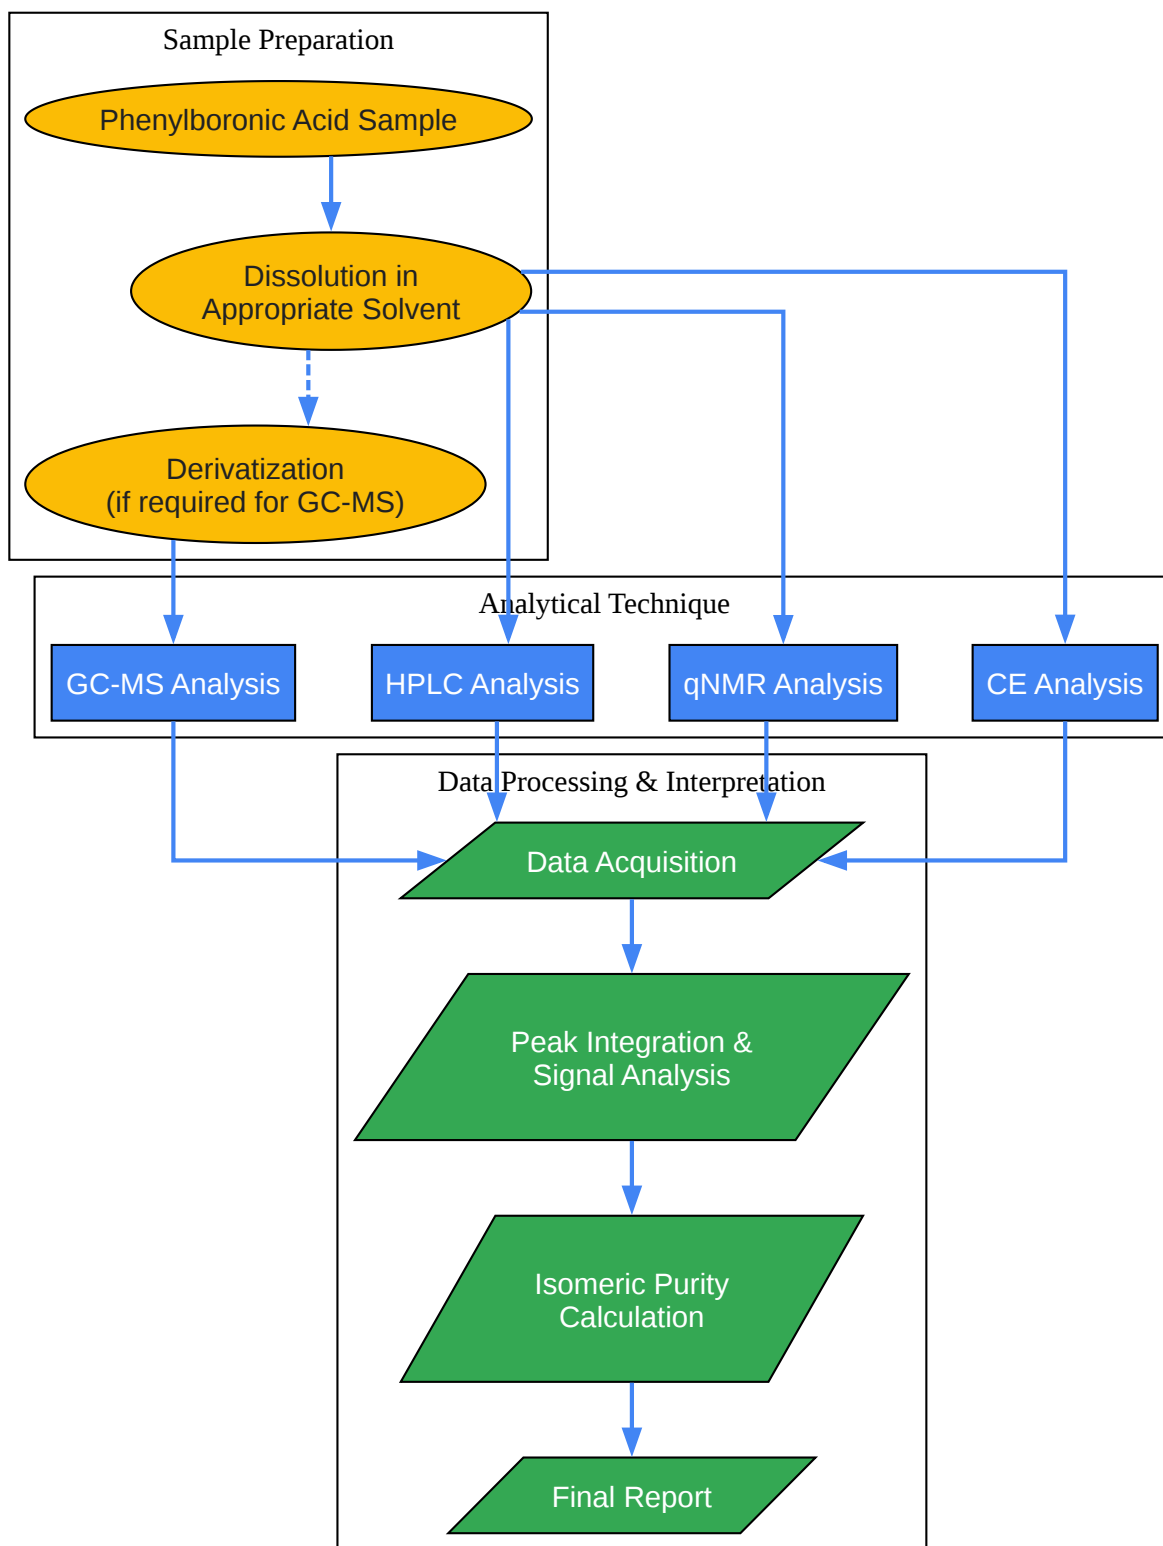 Sample Preparation
Phenylboronic Acid Sample
Dissolution in
Appropriate Solvent
Derivatization
(if required for GC-MS)
Analytical Technique
GC-MS Analysis
HPLC Analysis
qNMR Analysis
CE Analysis
Data Processing & Interpretation
Data Acquisition
Peak Integration &
Signal Analysis
Isomeric Purity
Calculation
Final Report